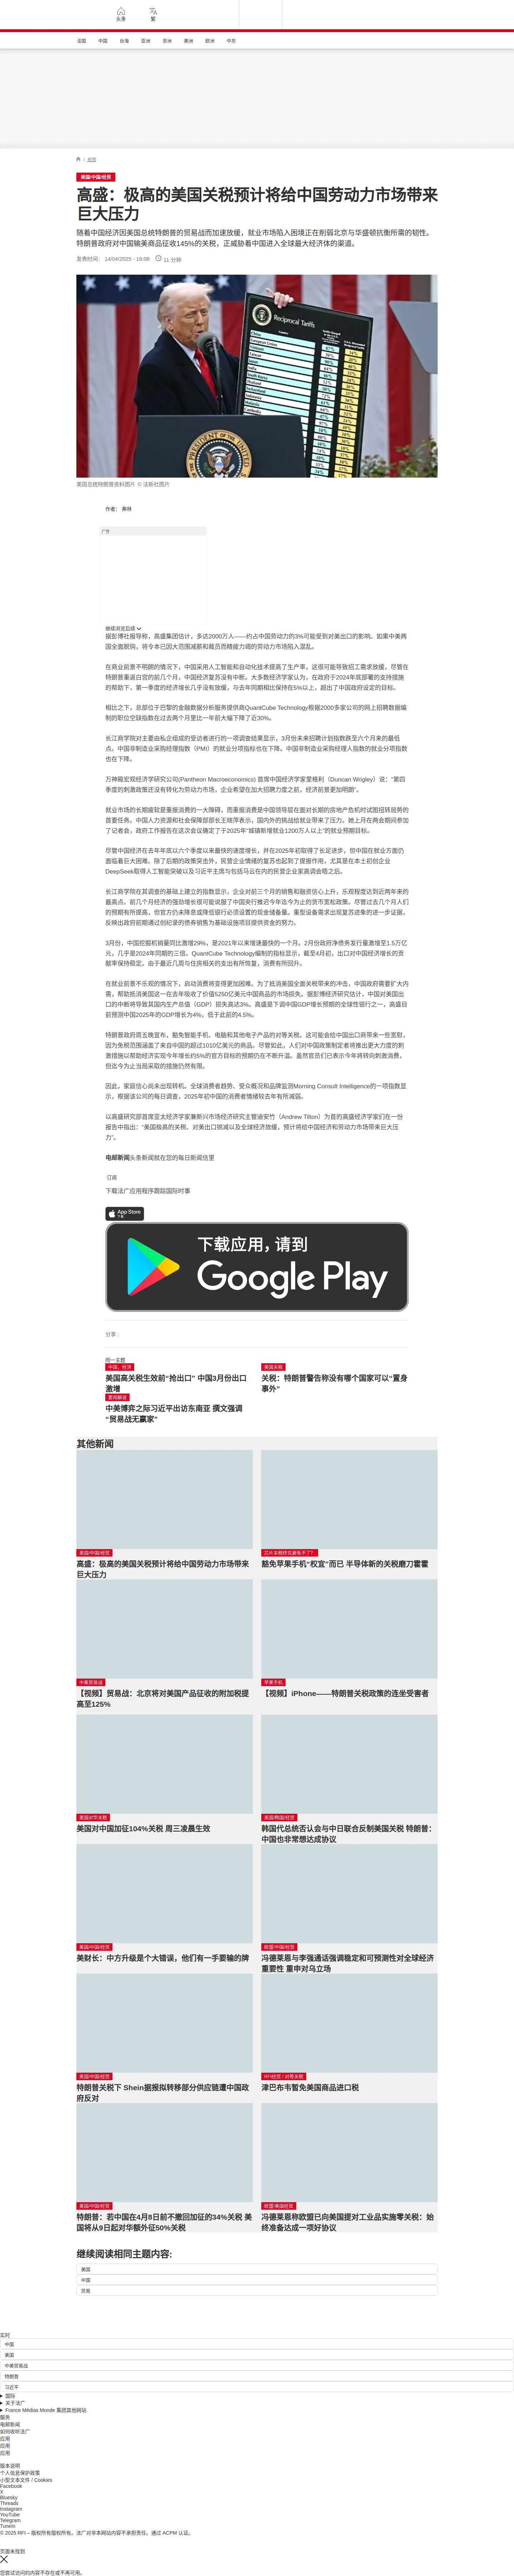 头条
繁
法国
中国
台湾
亚洲
非洲
美洲
欧洲
中东
/ 经贸
美国/中国/经贸
高盛：极高的美国关税预计将给中国劳动力市场带来
巨大压力
随着中国经济因美国总统特朗普的贸易战而加速放缓，就业市场陷入困境正在削弱北京与华盛顿抗衡所需的韧性。
特朗普政府对中国输美商品征收145%的关税，正威胁着中国进入全球最大经济体的渠道。
发表时间： 14/04/2025 - 16:08
11 分钟
Reciprocal Tariffs
China
European Union
67%
90%
美国总统特朗普资料图片 © 法新社图片
作者： 弗林
广告
继续浏览后续
据彭博社报导称，高盛集团估计，多达2000万人——约占中国劳动力的3%可能受到对美出口的影响。如果中美两
国全面脱钩，将令本已因大范围减薪和裁员而精疲力竭的劳动力市场陷入混乱。
在商业前景不明朗的情况下，中国采用人工智能和自动化技术提高了生产率，这很可能导致招工需求放缓，尽管在
特朗普重返白宫的前几个月，中国经济复苏没有中断。大多数经济学家认为，在政府于2024年底部署的支持措施
的帮助下，第一季度的经济增长几乎没有放缓，与去年同期相比保持在5%以上，超出了中国政府设定的目标。
相比之下，总部位于巴黎的金融数据分析服务提供商QuantCube Technology根据2000多家公司的网上招聘数据编
制的职位空缺指数在过去两个月里比一年前大幅下降了近30%。
长江商学院对主要由私企组成的受访者进行的一项调查结果显示，3月份未来招聘计划指数跌至六个月来的最低
点。中国非制造业采购经理指数（PMI）的就业分项指标也在下降。中国非制造业采购经理人指数的就业分项指数
也在下降。
万神殿宏观经济学研究公司(Pantheon Macroeconomics) 首席中国经济学家里格利（Duncan Wrigley）说：“第四
季度的刺激政策还没有转化为劳动力市场，企业希望在加大招聘力度之前，经济前景更加明朗”。
就业市场的长期疲软是重振消费的一大障碍，而重振消费是中国领导层在面对长期的房地产危机时试图扭转局势的
首要任务。中国人力资源和社会保障部部长王晓萍表示，国内外的挑战给就业带来了压力。她上月在两会期间参加
了记者会，政府工作报告在这次会议确定了于2025年“城镇新增就业1200万人以上”的就业预期目标。
尽管中国经济在去年年底以六个季度以来最快的速度增长，并在2025年初取得了长足进步，但中国在就业方面仍
面临着巨大困难。除了后期的政策突击外，民营企业情绪的复苏也起到了提振作用，尤其是在本土初创企业
DeepSeek取得人工智能突破以及习近平主席与包括马云在内的民营企业家高调会晤之后。
长江商学院在其调查的基础上建立的指数显示，企业对前三个月的销售和融资信心上升，乐观程度达到近两年来的
最高点。前几个月经济的强劲增长很可能说服了中国央行推迟今年迄今为止的货币宽松政策。尽管过去几个月人们
的预期有所提高，但官方仍未降息或降低银行必须设置的现金储备量。重型设备需求出现复苏迹象的进一步证据。
反映出政府前期通过创纪录的债券销售为基础设施项目提供资金的努力。
3月份，中国挖掘机销量同比激增29%，是2021年以来增速最快的一个月。2月份政府净债务发行量激增至1.5万亿
元，几乎是2024年同期的三倍。QuantCube Technology编制的指标显示，截至4月初，出口对中国经济增长的贡
献率保持稳定。由于最近几周与住房相关的支出有所恢复，消费有所回升。
在就业前景不乐观的情况下，启动消费将变得更加困难。为了抵消美国全面关税带来的冲击，中国政府需要扩大内
需，帮助抵消美国这一在去年吸收了价值5250亿美元中国商品的市场损失。据彭博经济研究估计，中国对美国出
口的中断将导致其国内生产总值（GDP）损失高达3%。高盛是下调中国GDP增长预期的全球性银行之一，高盛目
前预测中国2025年的GDP增长为4%，低于此前的4.5%。
特朗普政府周五晚宣布，豁免智能手机、电脑和其他电子产品的对等关税。这可能会给中国出口商带来一些宽慰，
因为免税范围涵盖了来自中国的超过1010亿美元的商品。尽管如此，人们对中国政策制定者将推出更大力度的刺
激措施以帮助经济实现今年增长约5%的官方目标的预期仍在不断升温。虽然官员们已表示今年将转向刺激消费，
但迄今为止当局采取的措施仍然有限。
因此，家庭信心尚未出现转机。全球消费者趋势、受众概况和品牌监测Morning Consult Intelligence的一项指数显
示，根据该公司的每日调查，2025年初中国的消费者情绪较去年有所减弱。
以高盛研究部首席亚太经济学家兼新兴市场经济研究主管迪安竹（Andrew Tilton）为首的高盛经济学家们在一份
报告中指出：“美国极高的关税、对美出口锐减以及全球经济放缓，预计将给中国经济和劳动力市场带来巨大压
力”。
电邮新闻头条新闻就在您的每日新闻信里
订阅
下载法广应用程序跟踪国际时事
App Store
下载应用，请到
Google Play
分享 :
同一主题
中国、经济
美国高关税生效前“抢出口” 中国3月份出口
激增
美国关税
关税：特朗普警告称没有哪个国家可以“置身
事外”
要闻解说
中美博弈之际习近平出访东南亚 撰文强调
“贸易战无赢家”
其他新闻
美国/中国/经贸
高盛：极高的美国关税预计将给中国劳动力市场带来
巨大压力
芯片关税终究避免不了?
豁免苹果手机“权宜”而已 半导体新的关税磨刀霍霍
中美贸易战
【视频】贸易战：北京将对美国产品征收的附加税提
高至125%
苹果手机
【视频】iPhone——特朗普关税政策的连坐受害者
美国对华关税
美国对中国加征104%关税 周三凌晨生效
美国/韩国/经贸
韩国代总统否认会与中日联合反制美国关税 特朗普：
中国也非常想达成协议
美国/中国/经贸
美财长：中方升级是个大错误，他们有一手要输的牌
欧盟/中国/经贸
冯德莱恩与李强通话强调稳定和可预测性对全球经济
重要性 重申对乌立场
美国/中国/经贸
特朗普关税下 Shein据报拟转移部分供应链遭中国政
府反对
RFI经贸 / 对等关税
津巴布韦暂免美国商品进口税
美国/中国/经贸
特朗普：若中国在4月8日前不撤回加征的34%关税 美
国将从9日起对华额外征50%关税
欧盟/美国经贸
冯德莱恩称欧盟已向美国提对工业品实施零关税：始
终准备达成一项好协议
继续阅读相同主题内容:
美国
中国
贸易
实时
中国
美国
中美贸易战
特朗普
习近平
国际
关于法广
France Médias Monde 集团其他网站
服务
电邮新闻
如何收听法广
应用
应用
应用
版本说明
个人信息保护政策
小型文本文件 / Cookies
Facebook
X
Bluesky
Threads
Instagram
YouTube
Telegram
TuneIn
© 2025 RFI – 版权所有版权所有。法广对非本网站内容不承担责任。通过 ACPM 认证。
页面未找到
您尝试访问的内容不存在或不再可用。